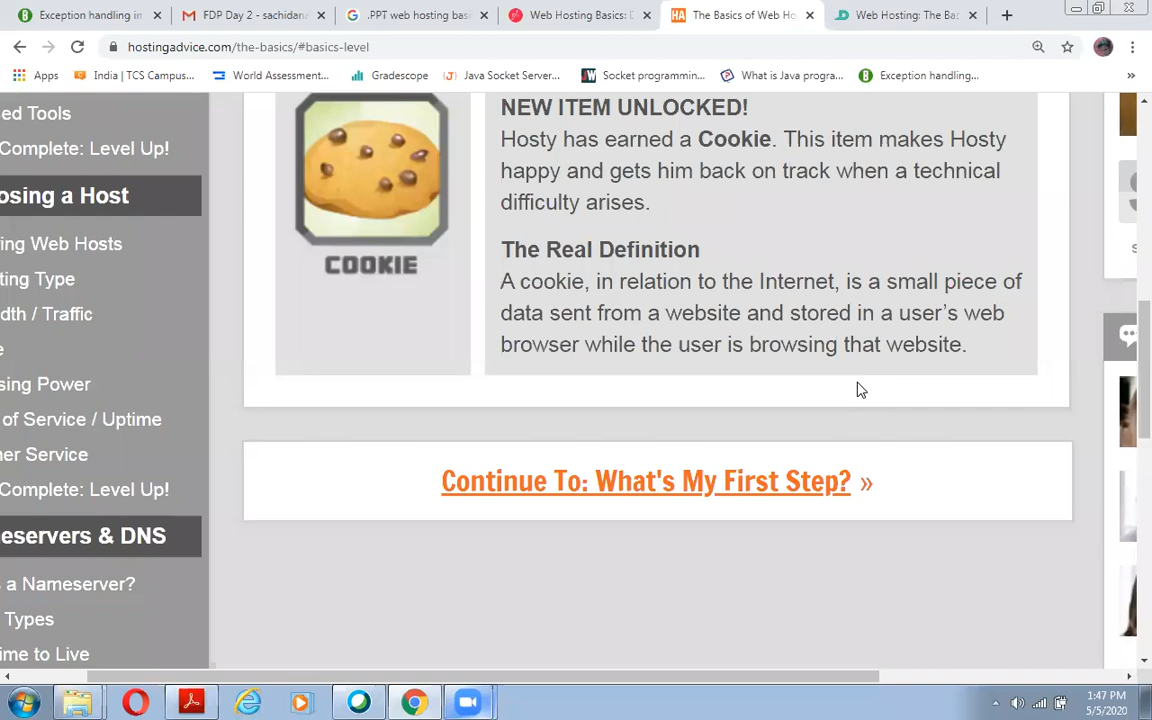 Exception handling in
FDP Day 2 - sachidan
.PPT web hosting bas
Web Hosting Basics: D
The Basics of Web Ho
Web Hosting: The Bas
hostingadvice.com/the-basics/#basics-level
Apps
India | TCS Campus...
World Assessment...
Gradescope
Java Socket Server...
Socket programmin...
What is Java progra...
Exception handling...
»
sed Tools
Complete: Level Up!
osing a Host
ring Web Hosts
ting Type
dth / Traffic
e
sing Power
of Service / Uptime
ner Service
Complete: Level Up!
eservers & DNS
s a Nameserver?
Types
ime to Live
COOKIE
NEW ITEM UNLOCKED!
Hosty has earned a Cookie. This item makes Hosty
happy and gets him back on track when a technical
difficulty arises.
The Real Definition
A cookie, in relation to the Internet, is a small piece of
data sent from a website and stored in a user's web
browser while the user is browsing that website.
Continue To: What's My First Step? »
1:47 PM
5/5/2020